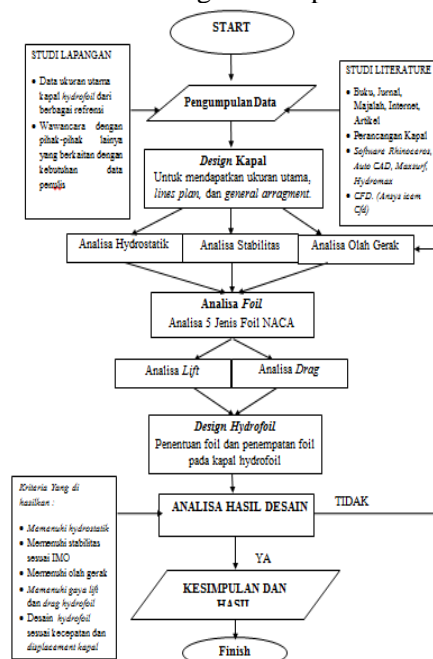 START
STUDI LAPANGAN
• Data ukuran utama
kapal hydrofoil dari
berbagai refrensi
• Wawancara dengan
pihak-pihak lainya
yang berkaitan dengan
kebutuhan data
penulis
Pengumpulan Data
STUDI LITERATURE
• Buku, Jurnal,
Majalah, Internet,
Artikel
• Perancangan Kapal
• Software Rhinoceros,
Auto CAD, Maxsurf,
Hydromax
• CFD. (Ansys icem
Cfd)
Design Kapal
Untuk mendapatkan ukuran utama,
lines plan, dan general arragment.
Analisa Hydrostatik
Analisa Stabilitas
Analisa Olah Gerak
Analisa Foil
Analisa 5 Jenis Foil NACA
Analisa Lift
Analisa Drag
Design Hydrofoil
Penentuan foil dan penempatan foil
pada kapal hydrofoil
Kriteria Yang di
hasilkan :
• Memanuhi hydrostatik
• Memenuhi stabilitas
sesuai IMO
• Memenuhi olah gerak
• Memanuhi gaya lift
dan drag hydrofoil
• Desain hydrofoil
sesuai kecepatan dan
displacament kapal
ANALISA HASIL DESAIN
TIDAK
YA
KESIMPULAN DAN
HASIL
Finish